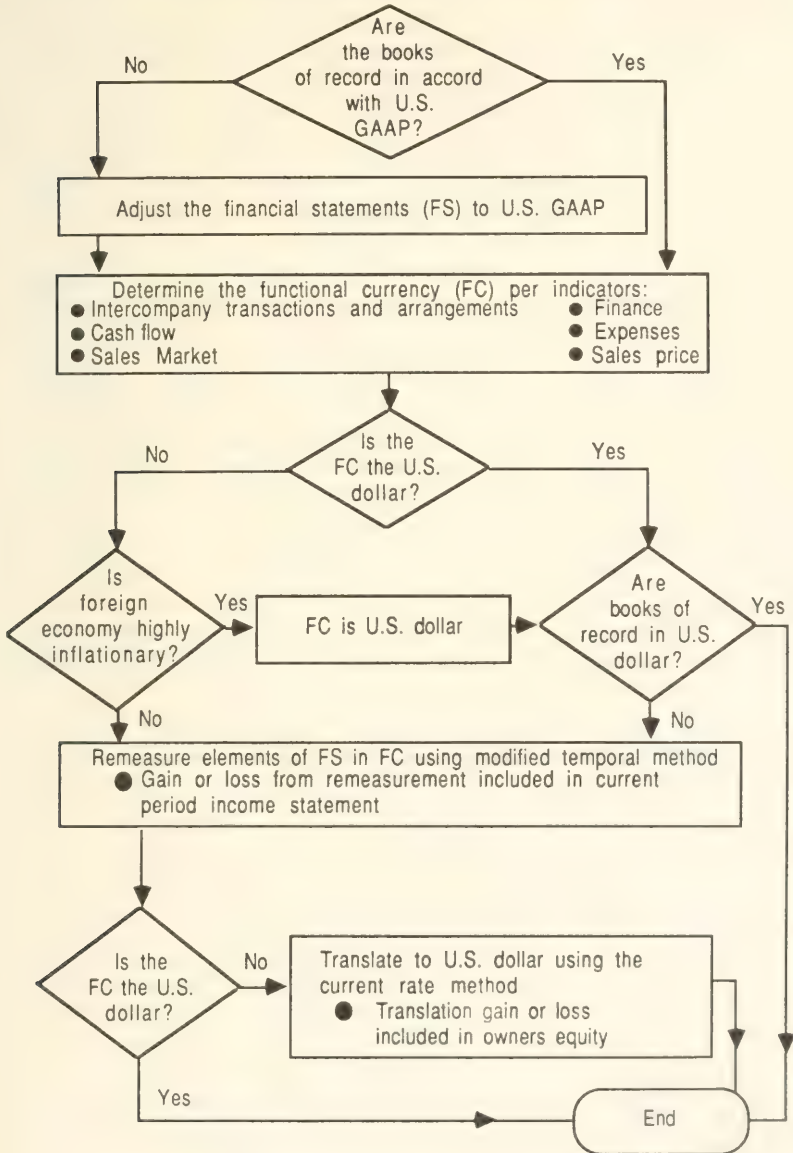 Are
the books
of record in accord
with U.S.
GAAP?
No
Yes
Adjust the financial statements (FS) to U.S. GAAP
Determine the functional currency (FC) per indicators:
● Intercompany transactions and arrangements
● Cash flow
● Sales Market
● Finance
● Expenses
● Sales price
Is the
FC the U.S.
dollar?
No
Yes
Is
foreign
economy highly
inflationary?
Yes
FC is U.S. dollar
Are
books of
record in U.S.
dollar?
Yes
No
No
Remeasure elements of FS in FC using modified temporal method
● Gain or loss from remeasurement included in current
period income statement
Is the
FC the U.S.
dollar?
No
Translate to U.S. dollar using the
current rate method
● Translation gain or loss
included in owners equity
Yes
End